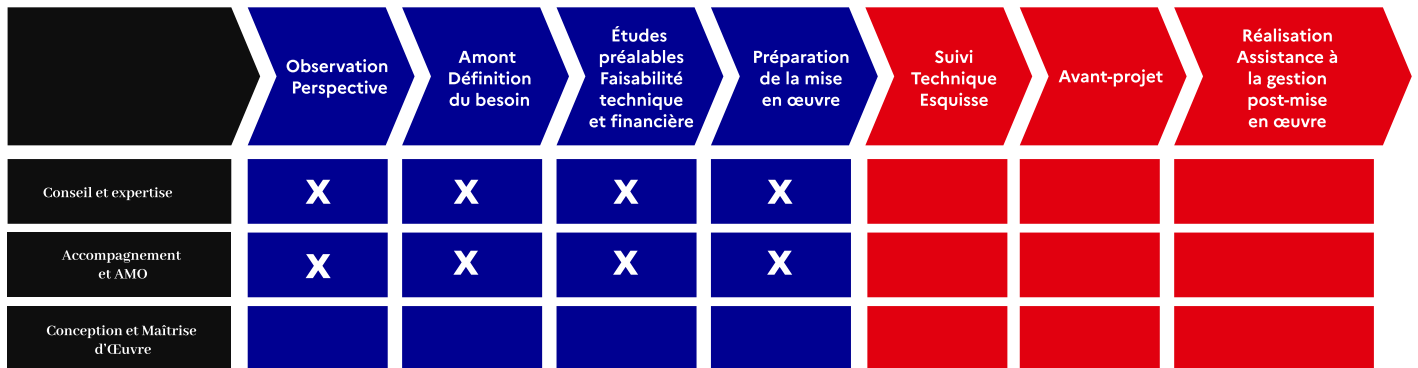 Observation
Perspective
Amont
Définition
du besoin
Études
préalables
Faisabilité
technique
et financière
Préparation
de la mise
en œuvre
Suivi
Technique
Esquisse
Avant-projet
Réalisation
Assistance à
la gestion
post-mise
en œuvre
Conseil et expertise
X X X X
Accompagnement
et AMO
X X X X
Conception et Maîtrise
d’Œuvre